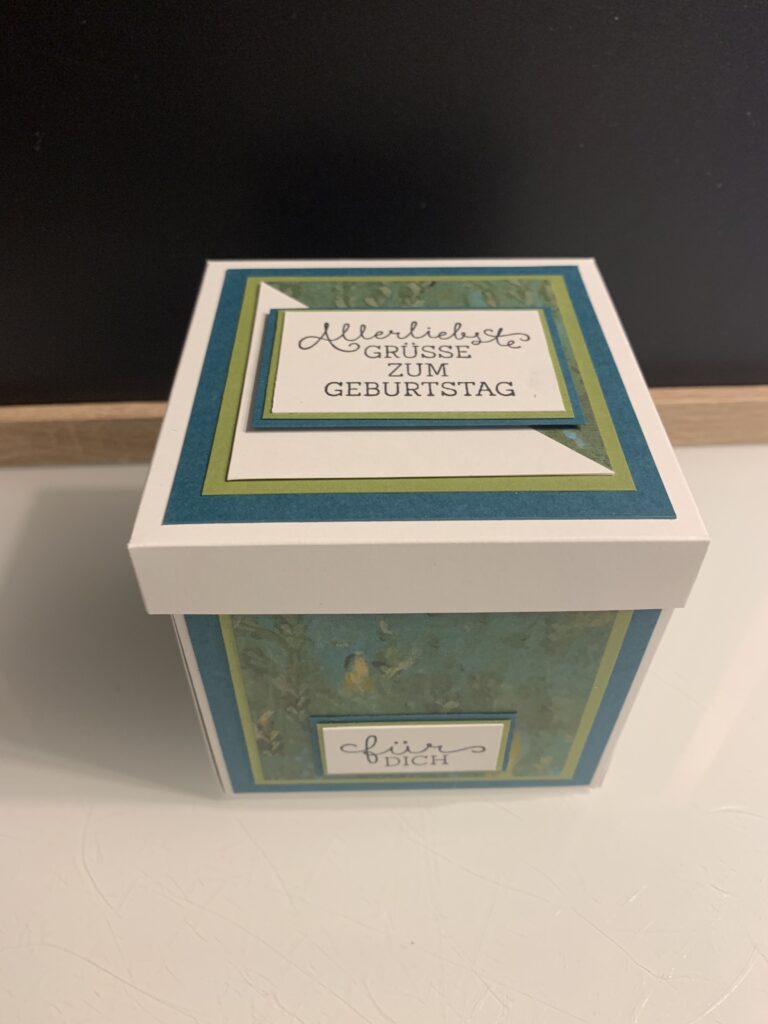 Allerliebste
GRÜSSE
ZUM
GEBURTSTAG
für
DICH